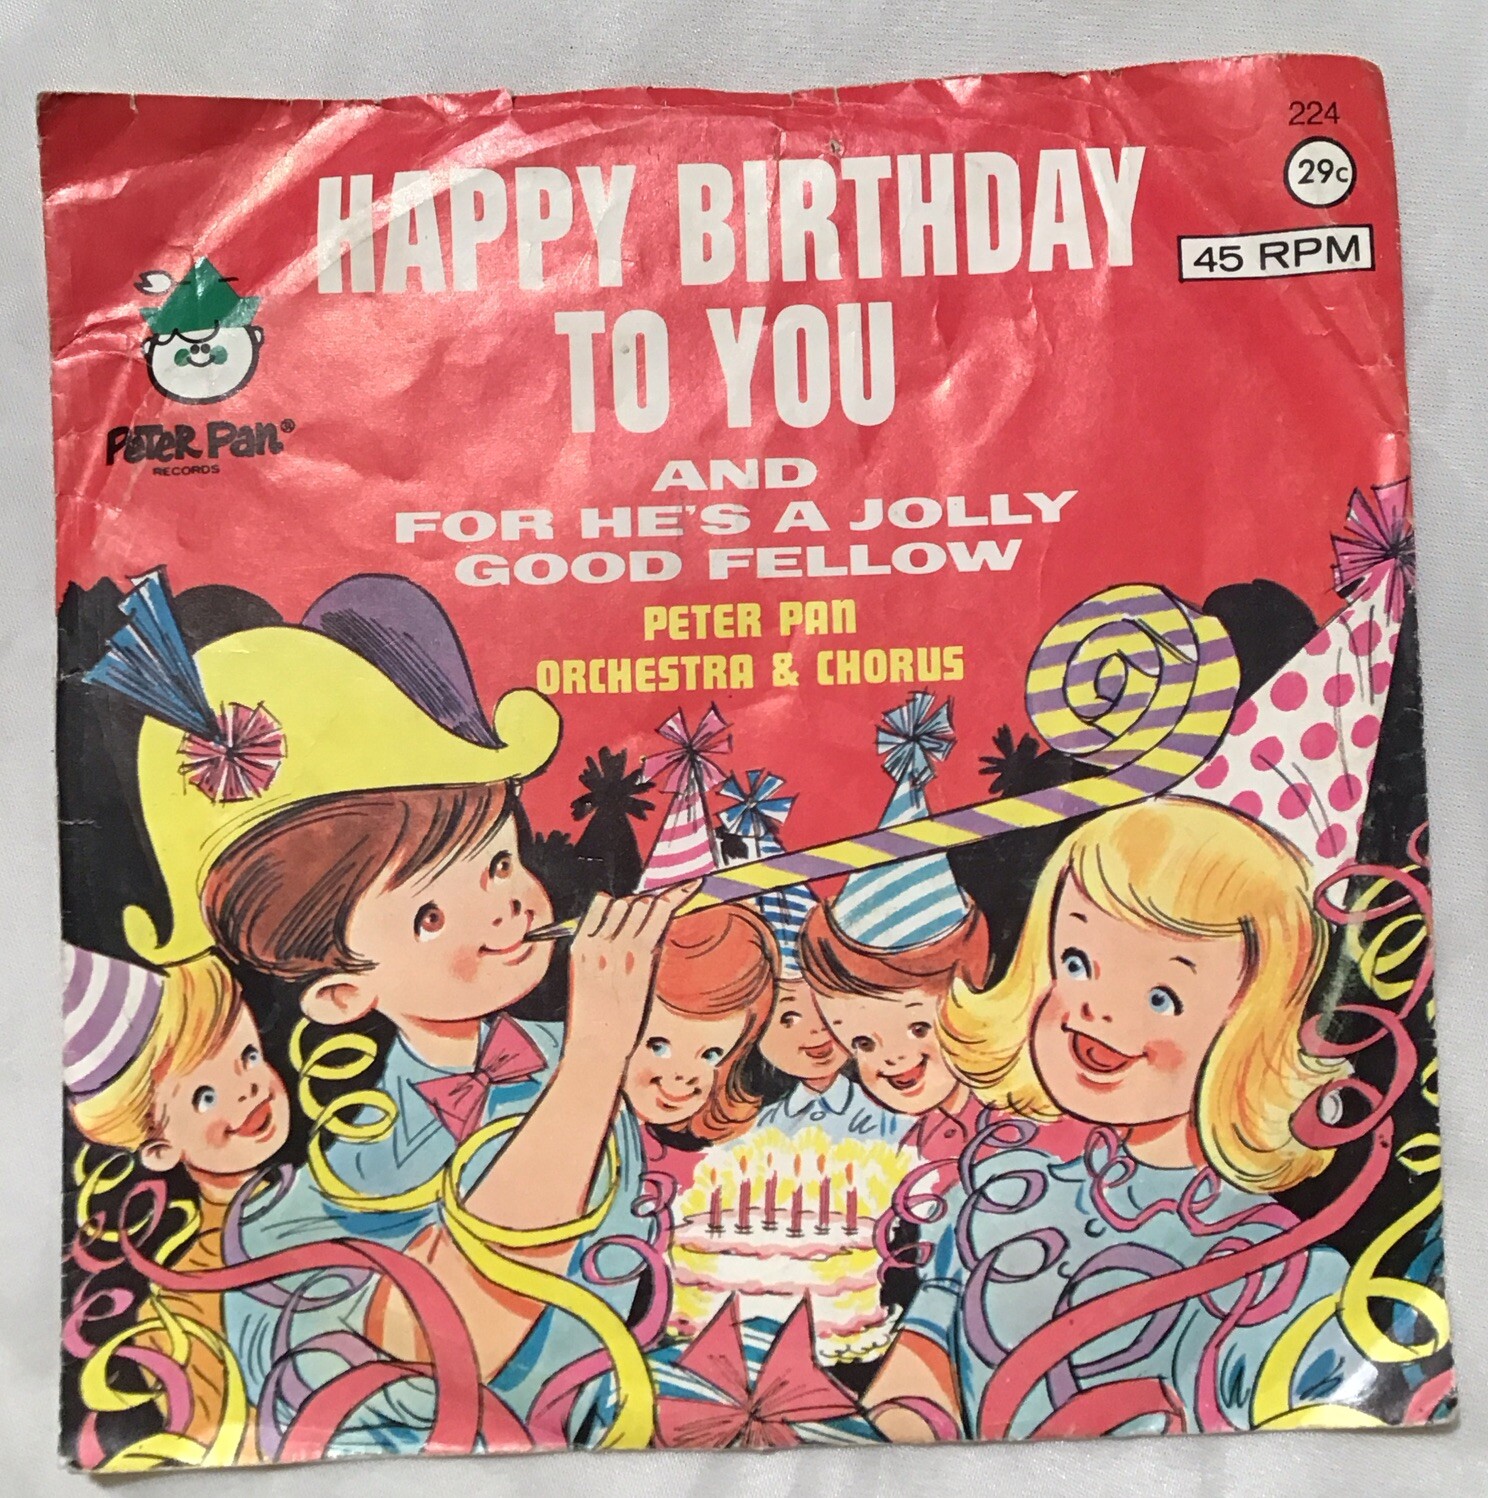 224
29c
45 RPM
HAPPY BIRTHDAY
TO YOU
AND
FOR HE'S A JOLLY
GOOD FELLOW
PETER PAN
ORCHESTRA & CHORUS
PETER PAN®
RECORDS